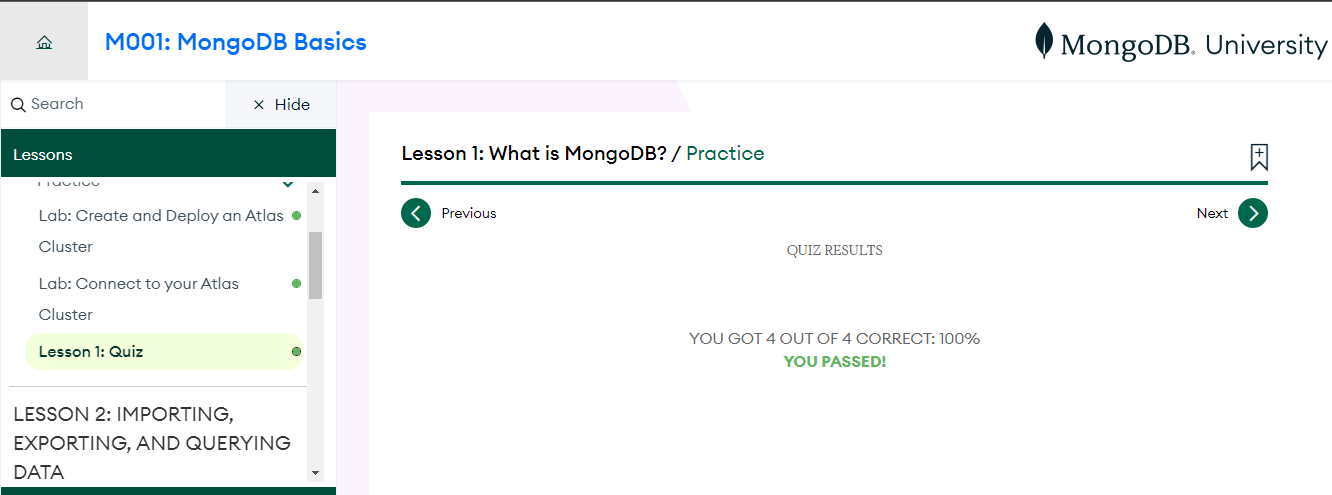 M001: MongoDB Basics
MongoDB. University
Search
× Hide
Lessons
Practice
Lab: Create and Deploy an Atlas
Cluster
Lab: Connect to your Atlas
Cluster
Lesson 1: Quiz
LESSON 2: IMPORTING,
EXPORTING, AND QUERYING
DATA
Lesson 1: What is MongoDB? / Practice
Previous
Next
QUIZ RESULTS
YOU GOT 4 OUT OF 4 CORRECT: 100%
YOU PASSED!